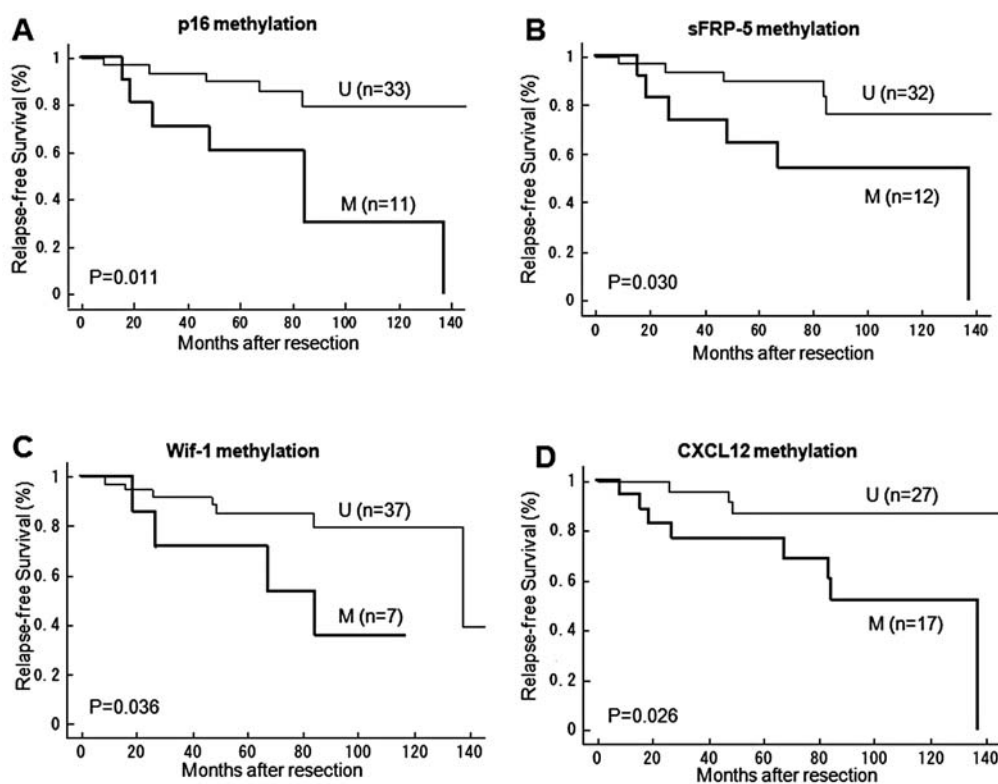 A
p16 methylation
Relapse-free Survival (%)
1
0. 8
0. 6
0. 4
0. 2
0
U (n=33)
M (n=11)
P=0.011
0 20 40 60 80 100 120 140
Months after resection
B
sFRP-5 methylation
Relapse-free Survival (%)
1
0. 8
0. 6
0. 4
0. 2
0
U (n=32)
M (n=12)
P=0.030
0 20 40 60 80 100 120 140
Months after resection
C
Wif-1 methylation
Relapse-free Survival (%)
1
0. 8
0. 6
0. 4
0. 2
0
U (n=37)
M (n=7)
P=0.036
0 20 40 60 80 100 120 140
Months after resection
D
CXCL12 methylation
Relapse-free Survival (%)
1
0. 8
0. 6
0. 4
0. 2
0
U (n=27)
M (n=17)
P=0.026
0 20 40 60 80 100 120 140
Months after resection